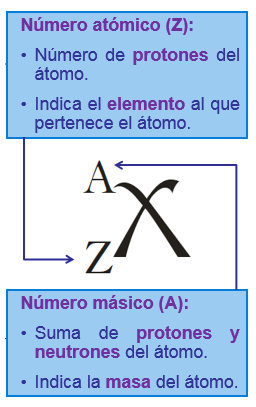 Número atómico (Z):
• Número de protones del
átomo.
• Indica el elemento al que
pertenece el átomo.
A
X
Z
Número másico (A):
• Suma de protones y
neutrones del átomo.
• Indica la masa del átomo.